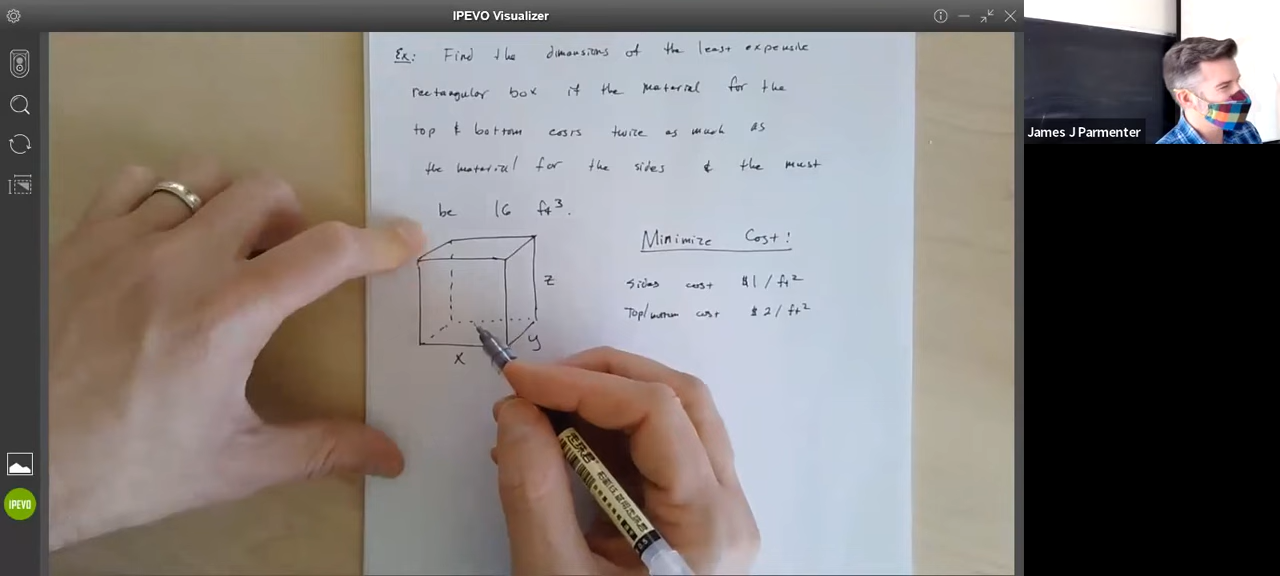 IPEVO Visualizer
Ex: Find the dimensions of the least expensive
rectangular box if the material for the
top & bottom costs twice as much as
the material for the sides & the must
be 16 ft³.
Minimize Cost:
Sides cost $1/ft²
Top/bottom cost $2/ft²
z
y
x
James J Parmenter
IPEVO